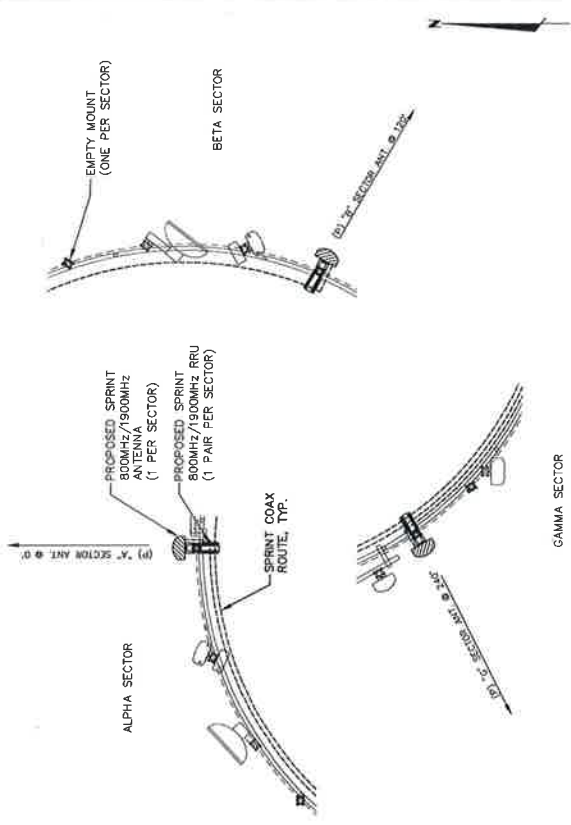 N
EMPTY MOUNT
(ONE PER SECTOR)
BETA SECTOR
(P) "B" SECTOR ANT. @ 120'
PROPOSED SPRINT
800MHz/1900MHz
ANTENNA
(1 PER SECTOR)
PROPOSED SPRINT
800MHz/1900MHz RRU
(1 PAIR PER SECTOR)
(P) "A" SECTOR ANT. @ 0'
SPRINT COAX
ROUTE, TYP.
ALPHA SECTOR
(P) "G" SECTOR ANT. @ 240'
GAMMA SECTOR